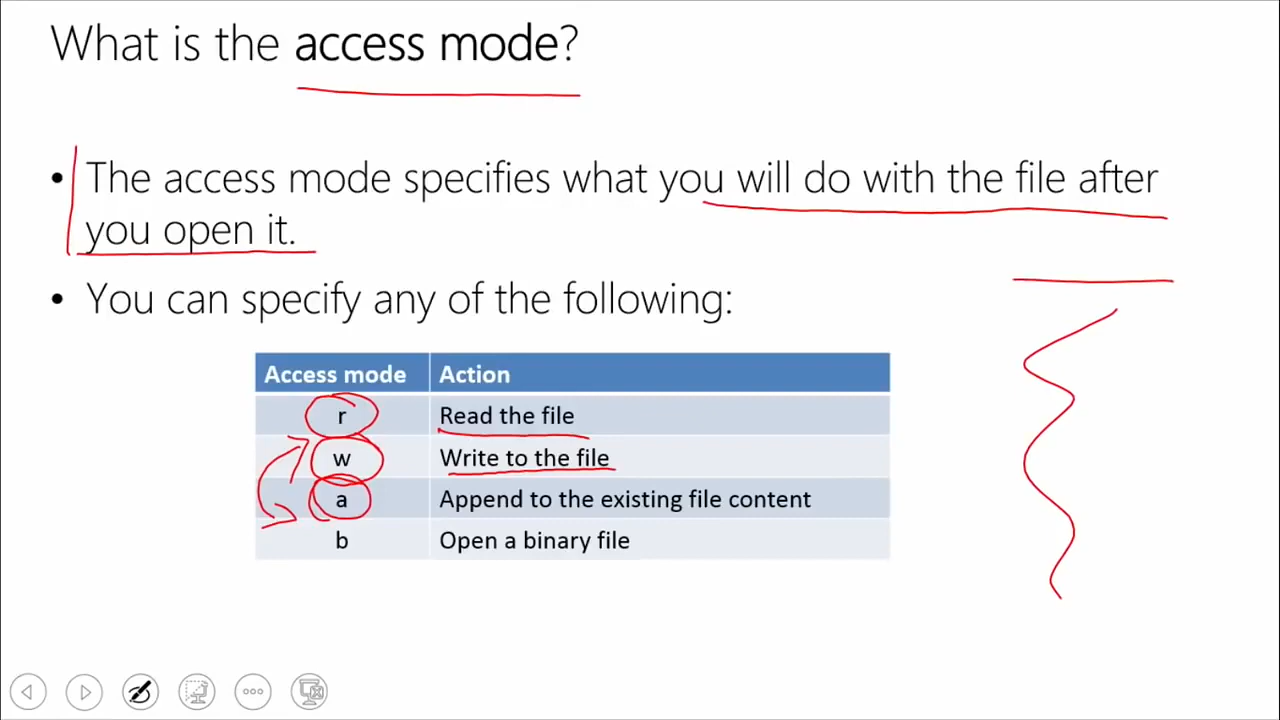 What is the access mode?
• The access mode specifies what you will do with the file after
you open it.
• You can specify any of the following:
Access mode Action
r Read the file
w Write to the file
a Append to the existing file content
b Open a binary file